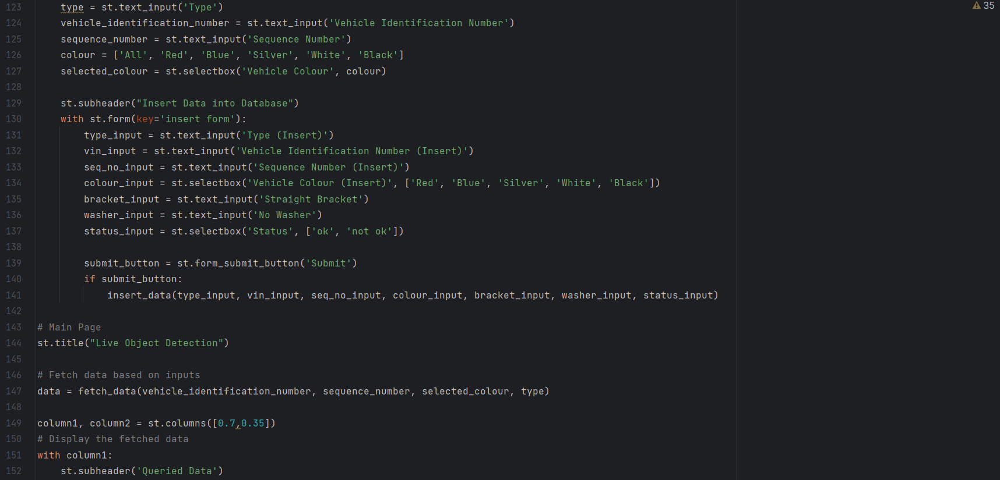 35
123 type = st.text_input('Type')
124 vehicle_identification_number = st.text_input('Vehicle Identification Number')
125 sequence_number = st.text_input('Sequence Number')
126 colour = ['All', 'Red', 'Blue', 'Silver', 'White', 'Black']
127 selected_colour = st.selectbox('Vehicle Colour', colour)
128
129 st.subheader("Insert Data into Database")
130 with st.form(key='insert form'):
131 type_input = st.text_input('Type (Insert)')
132 vin_input = st.text_input('Vehicle Identification Number (Insert)')
133 seq_no_input = st.text_input('Sequence Number (Insert)')
134 colour_input = st.selectbox('Vehicle Colour (Insert)', ['Red', 'Blue', 'Silver', 'White', 'Black'])
135 bracket_input = st.text_input('Straight Bracket')
136 washer_input = st.text_input('No Washer')
137 status_input = st.selectbox('Status', ['ok', 'not ok'])
138
139 submit_button = st.form_submit_button('Submit')
140 if submit_button:
141 insert_data(type_input, vin_input, seq_no_input, colour_input, bracket_input, washer_input, status_input)
142
143 # Main Page
144 st.title("Live Object Detection")
145
146 # Fetch data based on inputs
147 data = fetch_data(vehicle_identification_number, sequence_number, selected_colour, type)
148
149 column1, column2 = st.columns([0.7,0.35])
150 # Display the fetched data
151 with column1:
152 st.subheader('Queried Data')